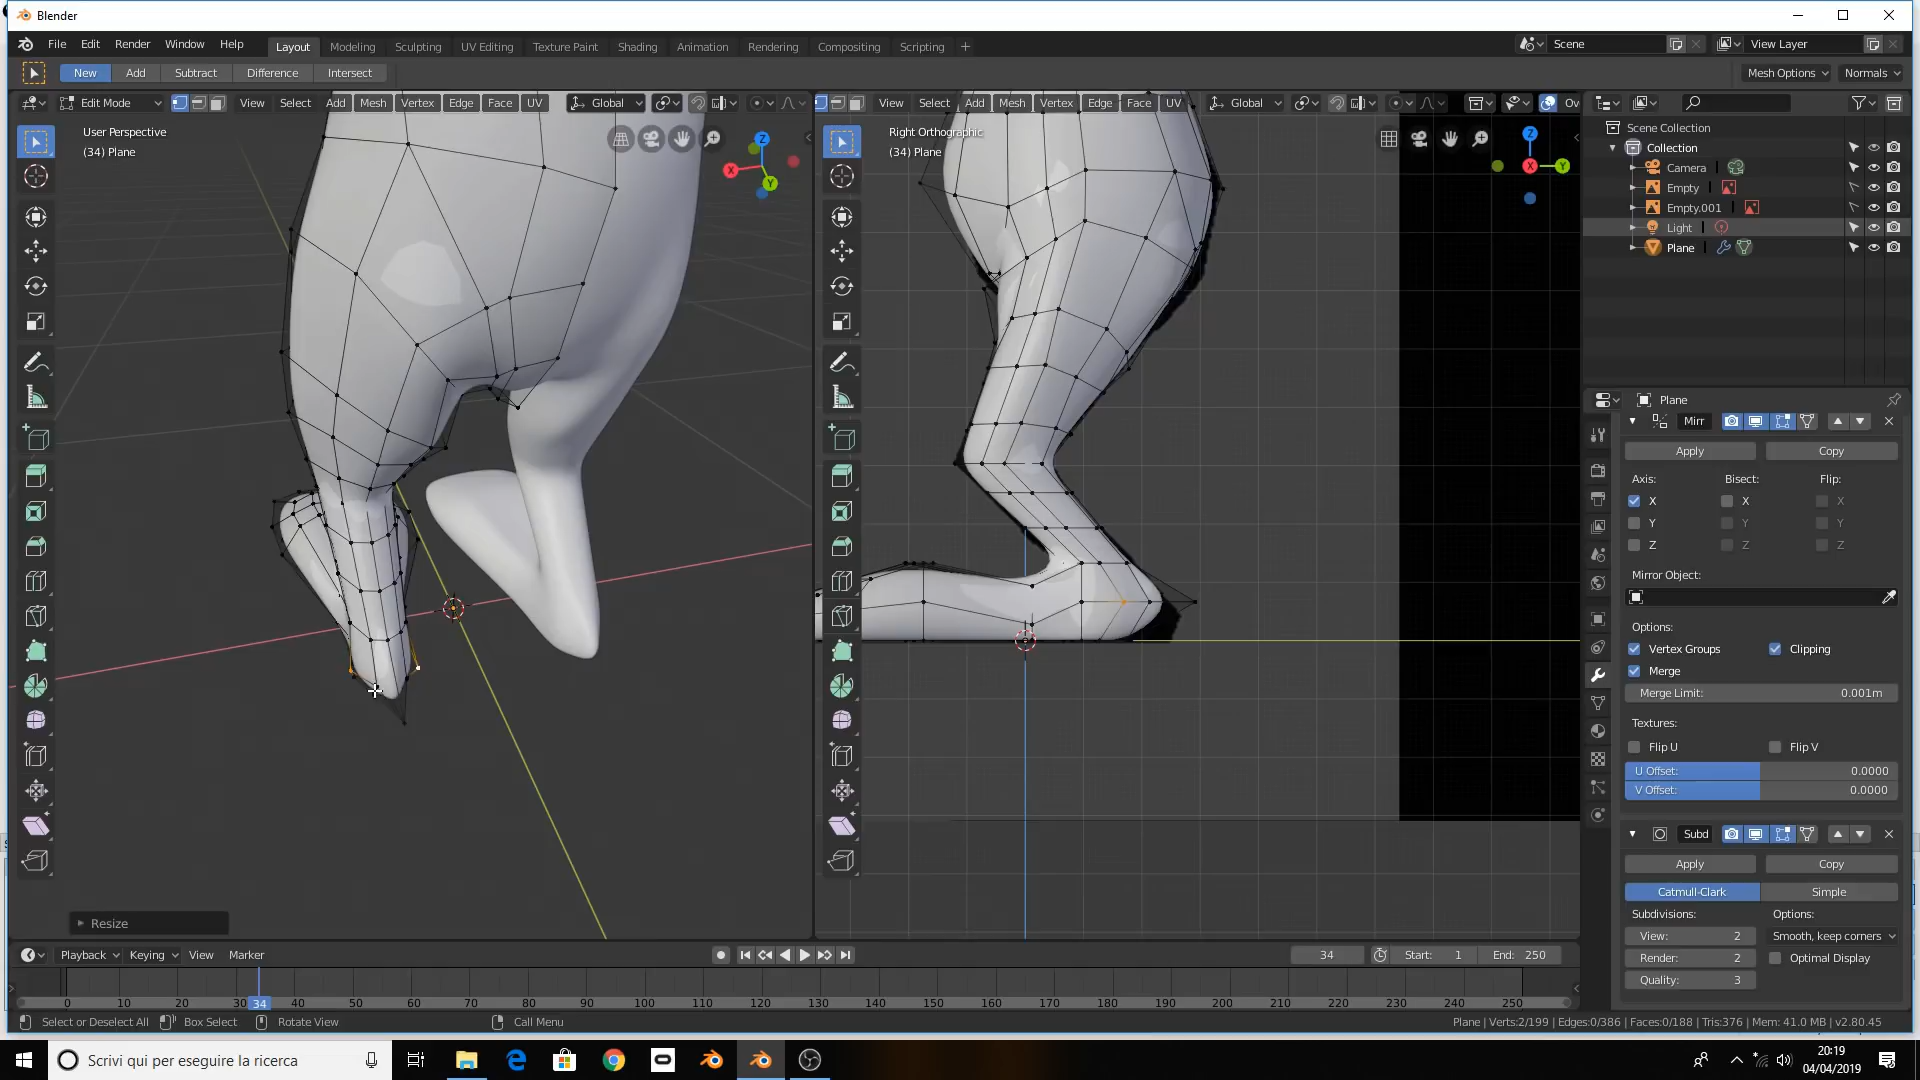 Blender
File Edit Render Window Help Layout Modeling Sculpting UV Editing Texture Paint Shading Animation Rendering Compositing Scripting + Scene View Layer
New Add Subtract Difference Intersect Mesh Options Normals
Edit Mode View Select Add Mesh Vertex Edge Face UV Global View Select Add Mesh Vertex Edge Face UV Global Ov
User Perspective
(34) Plane
Z X Y
Right Orthographic
(34) Plane
Z X Y
Scene Collection
Collection
Camera
Empty
Empty.001
Light
Plane
Plane
Mirr
Apply Copy
Axis: Bisect: Flip:
X X X
Y Y Y
Z Z Z
Mirror Object:
Options:
Vertex Groups Clipping
Merge
Merge Limit: 0.001m
Textures:
Flip U Flip V
U Offset: 0.0000
V Offset: 0.0000
Subd
Apply Copy
Catmull-Clark Simple
Subdivisions: Options:
View: 2 Smooth, keep corners
Render: 2 Optimal Display
Quality: 3
Resize
Playback Keying View Marker 34 Start: 1 End: 250
0 10 20 30 34 40 50 60 70 80 90 100 110 120 130 140 150 160 170 180 190 200 210 220 230 240 250
Select or Deselect All Box Select Rotate View Call Menu Plane | Verts:2/199 | Edges:0/386 | Faces:0/188 | Tris:376 | Mem: 41.0 MB | v2.80.45
Scrivi qui per eseguire la ricerca
20:19
04/04/2019